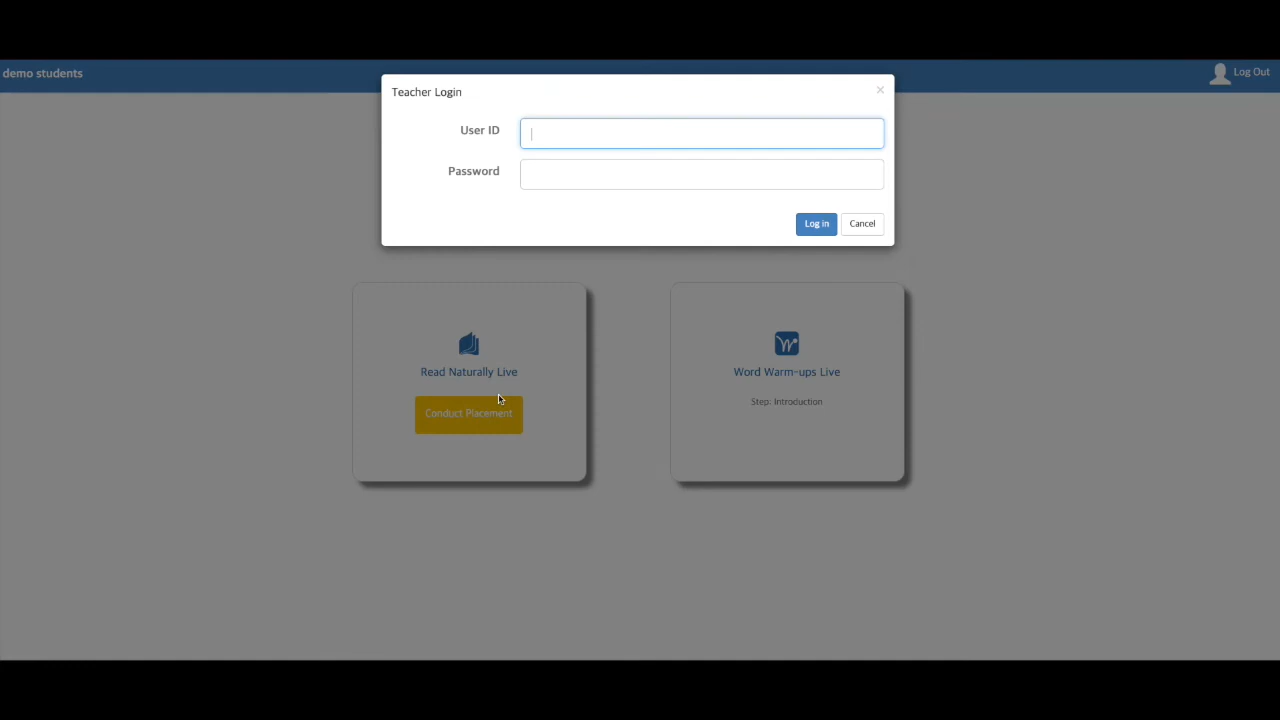 demo students
Log Out
Teacher Login
×
User ID
Password
Log in
Cancel
Read Naturally Live
Conduct Placement
W
Word Warm-ups Live
Step: Introduction